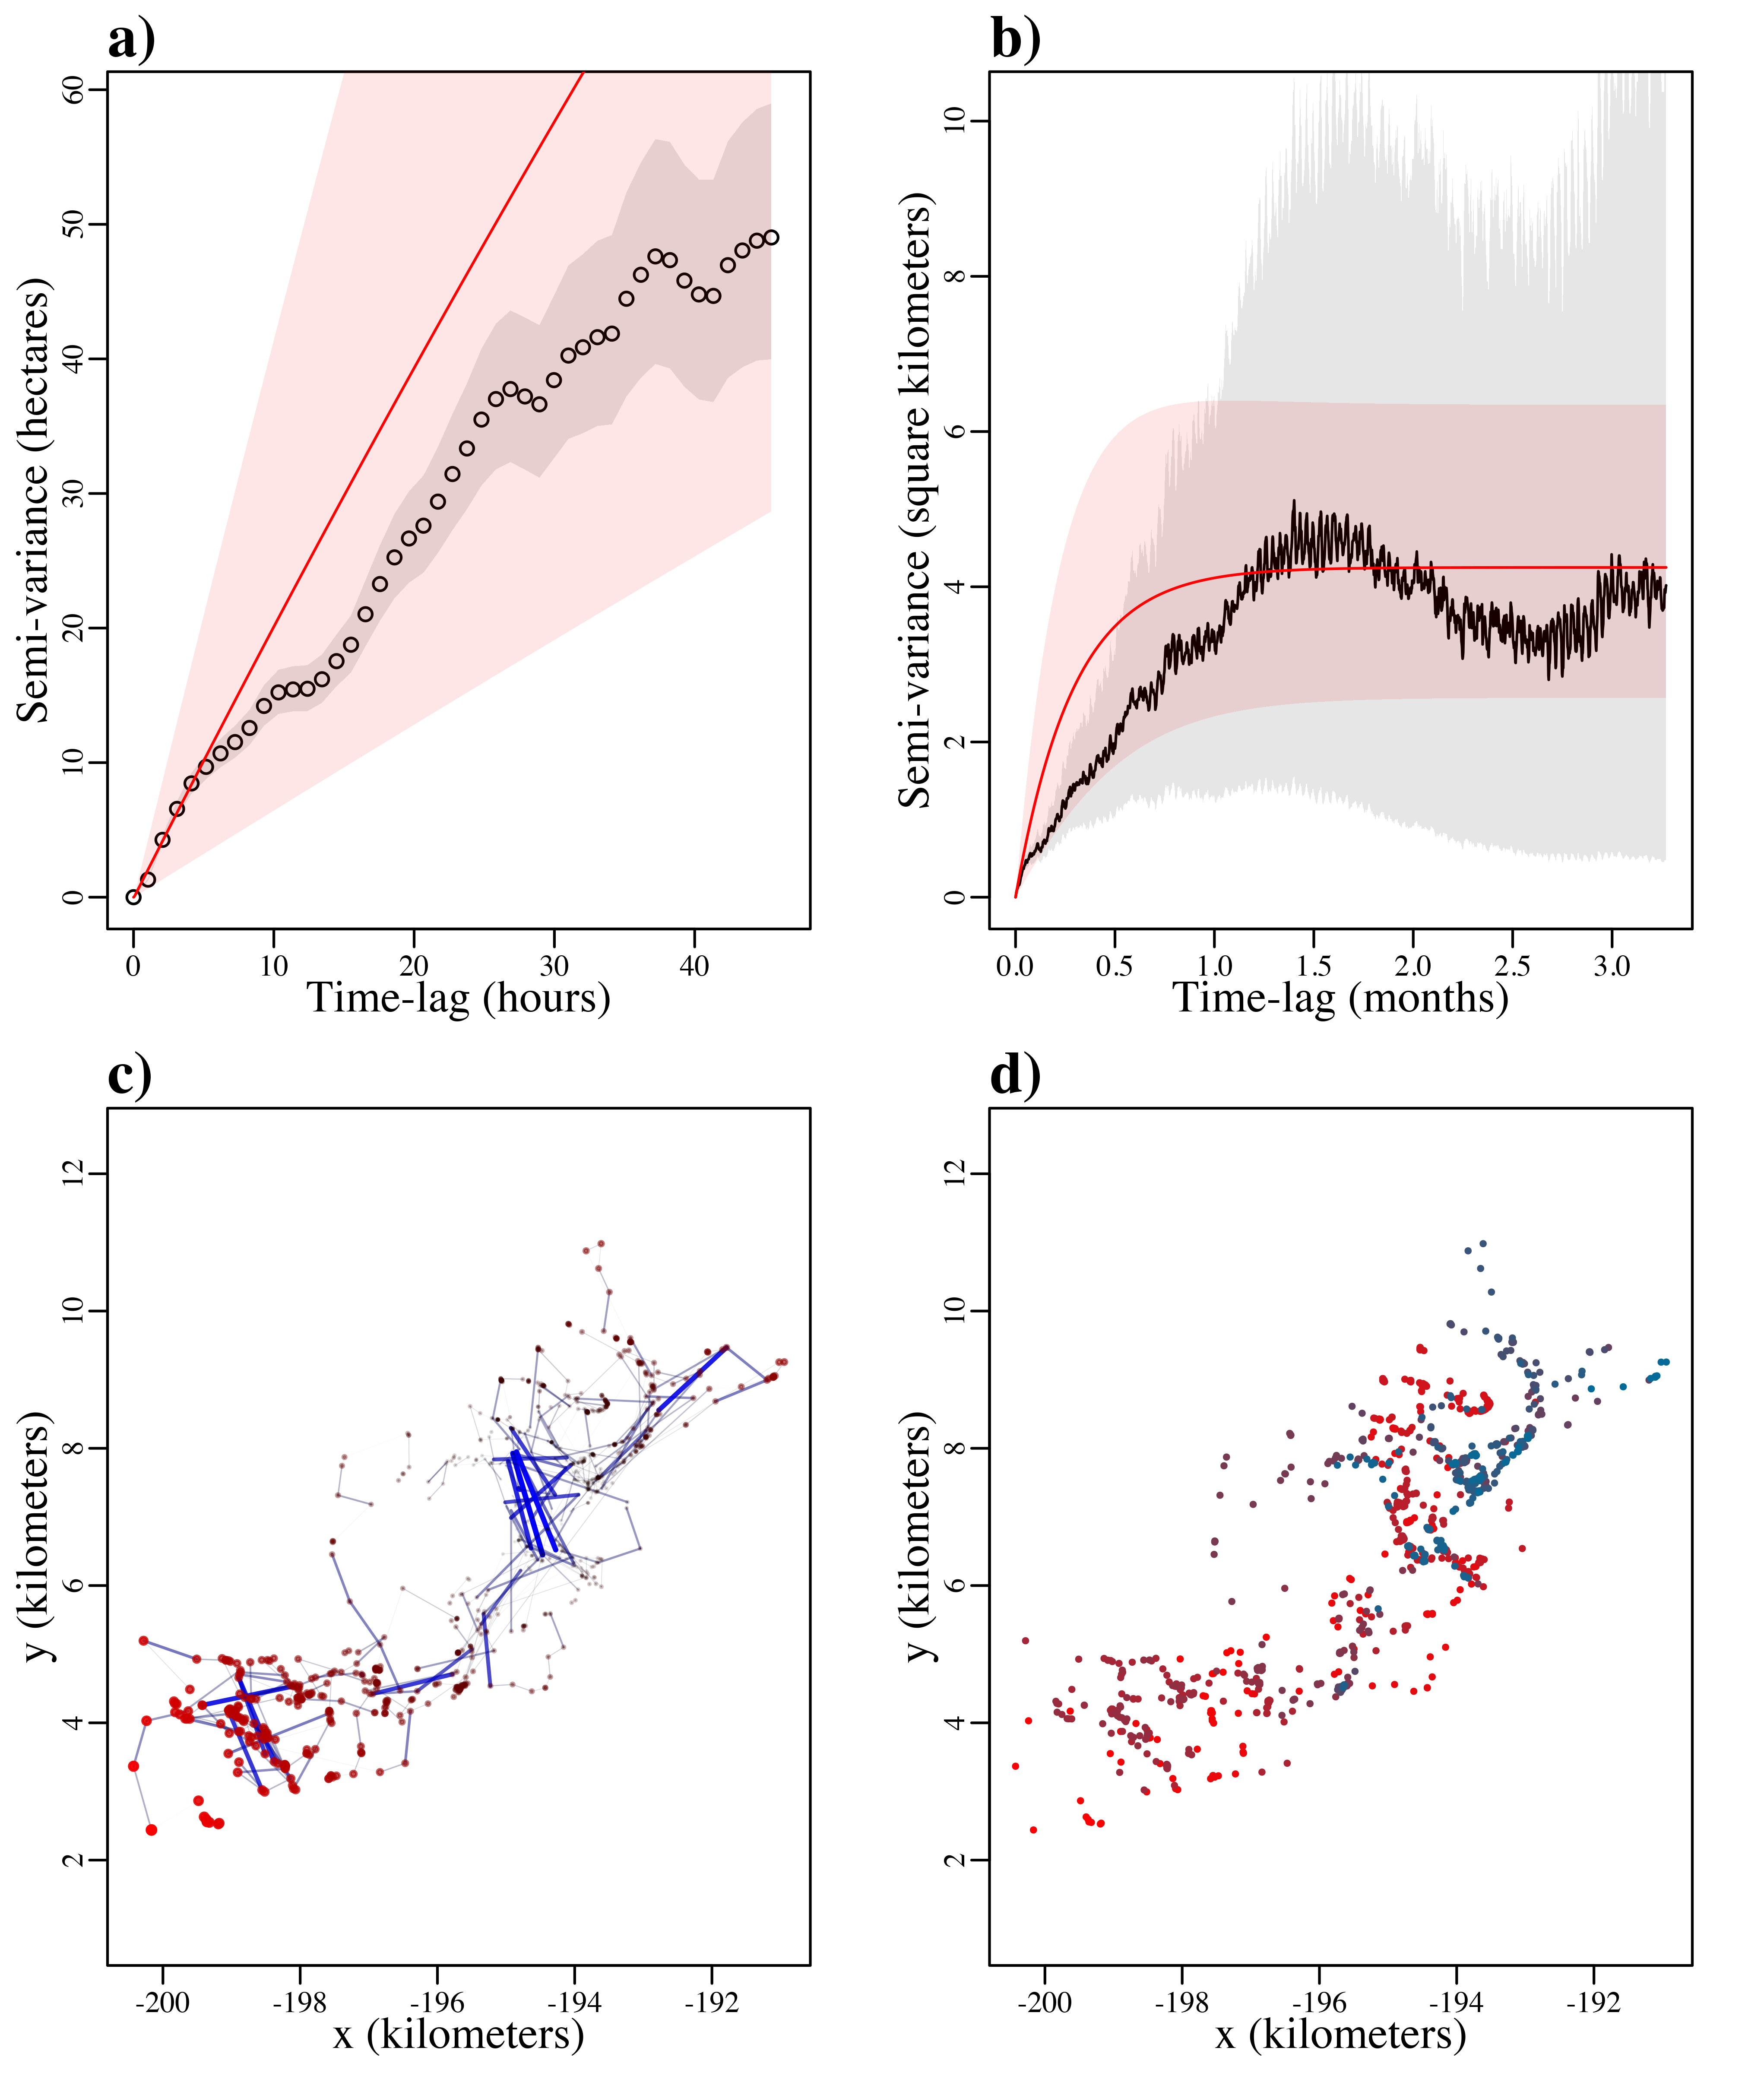 a)
Semi-variance (hectares)
0 10 20 30 40 50 60
0 10 20 30 40
Time-lag (hours)
b)
Semi-variance (square kilometers)
0 2 4 6 8 10
0.0 0.5 1.0 1.5 2.0 2.5 3.0
Time-lag (months)
c)
y (kilometers)
2 4 6 8 10 12
-200 -198 -196 -194 -192
x (kilometers)
d)
y (kilometers)
2 4 6 8 10 12
-200 -198 -196 -194 -192
x (kilometers)